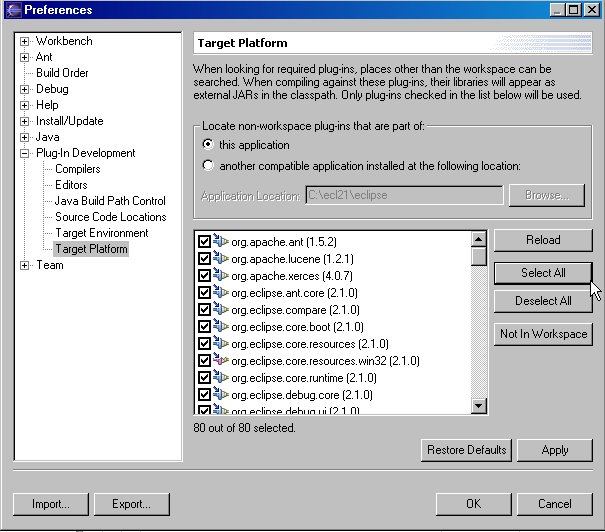 Preferences
Workbench
Ant
Build Order
Debug
Help
Install/Update
Java
Plug-In Development
Compilers
Editors
Java Build Path Control
Source Code Locations
Target Environment
Target Platform
Team
Target Platform
When looking for required plug-ins, places other than the workspace can be
searched. When compiling against these plug-ins, their libraries will appear as
external JARs in the classpath. Only plug-ins checked in the list below will be used.
Locate non-workspace plug-ins that are part of:
this application
another compatible application installed at the following location:
Application Location: C:\ecl21\eclipse Browse...
org.apache.ant (1.5.2)
org.apache.lucene (1.2.1)
org.apache.xerces (4.0.7)
org.eclipse.ant.core (2.1.0)
org.eclipse.compare (2.1.0)
org.eclipse.core.boot (2.1.0)
org.eclipse.core.resources (2.1.0)
org.eclipse.core.resources.win32 (2.1.0)
org.eclipse.core.runtime (2.1.0)
org.eclipse.debug.core (2.1.0)
org.eclipse.debug.ui (2.1.0)
Reload
Select All
Deselect All
Not In Workspace
80 out of 80 selected.
Restore Defaults Apply
Import... Export... OK Cancel